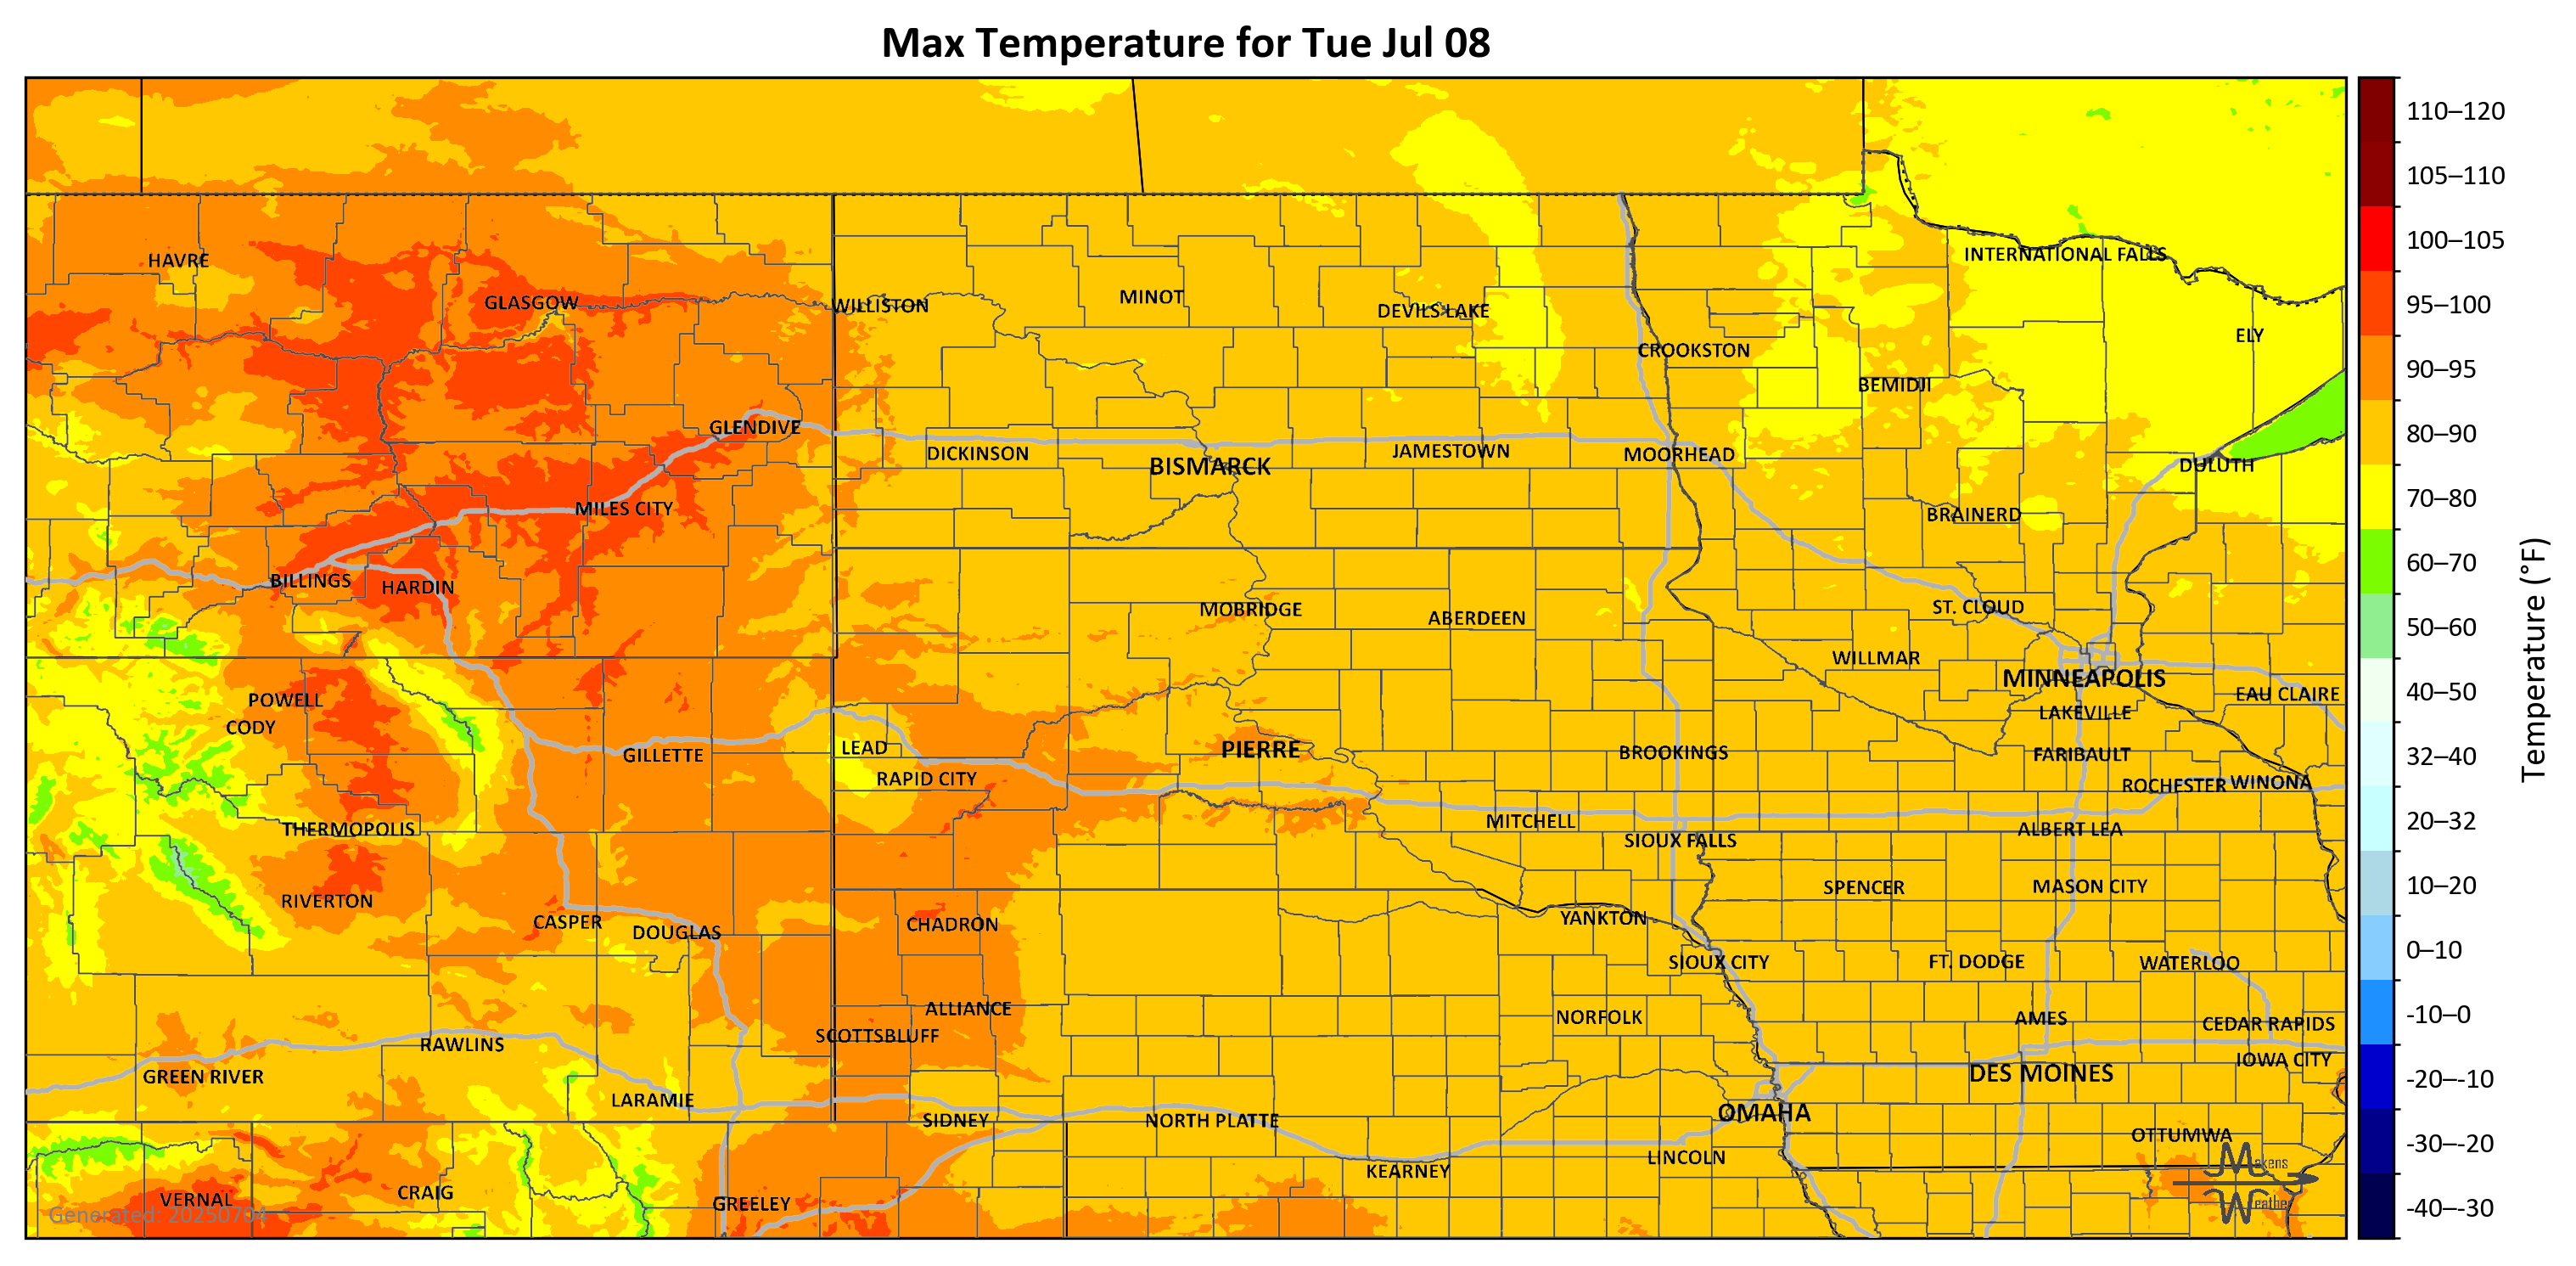 Max Temperature for Tue Jul 08
110–120
105–110
INTERNATIONAL FALLS
100–105
HAVRE
GLASGOW
WILLISTON
MINOT
DEVILS LAKE
95–100
ELY
CROOKSTON
90–95
BEMIDJI
GLENDIVE
80–90
DICKINSON
BISMARCK
JAMESTOWN
MOORHEAD
DULUTH
70–80
MILES CITY
BRAINERD
60–70
BILLINGS
HARDIN
MOBRIDGE
ABERDEEN
ST. CLOUD
50–60
WILLMAR
MINNEAPOLIS
Temperature (°F)
POWELL
EAU CLAIRE
40–50
CODY
LAKEVILLE
LEAD
PIERRE
GILLETTE
BROOKINGS
FARIBAULT
32–40
RAPID CITY
ROCHESTER
WINONA
THERMOPOLIS
MITCHELL
ALBERT LEA
20–32
SIOUX FALLS
RIVERTON
SPENCER
MASON CITY
10–20
CASPER
DOUGLAS
CHADRON
YANKTON
SIOUX CITY
FT. DODGE
WATERLOO
0–10
ALLIANCE
NORFOLK
AMES
CEDAR RAPIDS
-10–0
SCOTTSBLUFF
RAWLINS
IOWA CITY
GREEN RIVER
DES MOINES
-20–-10
LARAMIE
SIDNEY
NORTH PLATTE
OMAHA
OTTUMWA
-30–-20
KEARNEY
LINCOLN
Makens
Weather
VERNAL
CRAIG
GREELEY
-40–-30
Generated: 20250704